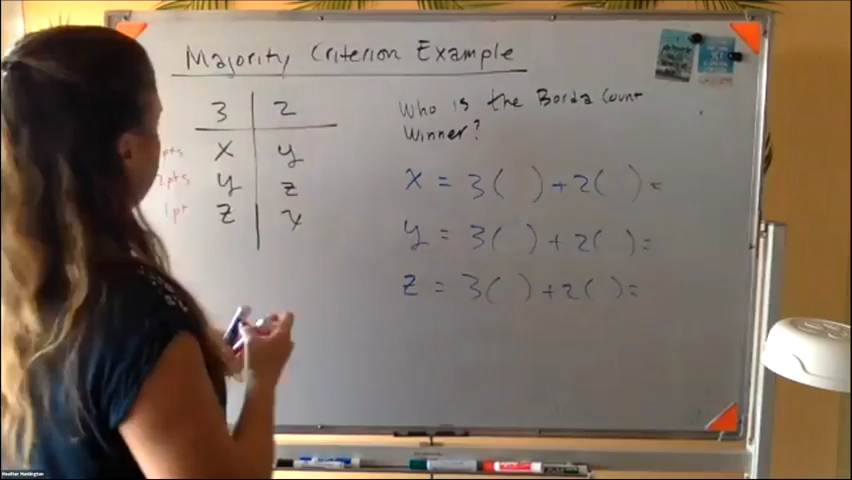 Majority Criterion Example
3 2
pts x y
2pts y z
1pt z x
Who is the Borda Count
Winner?
x = 3( ) + 2( ) =
y = 3( ) + 2( ) =
z = 3( ) + 2( ) =
Heather Huntington